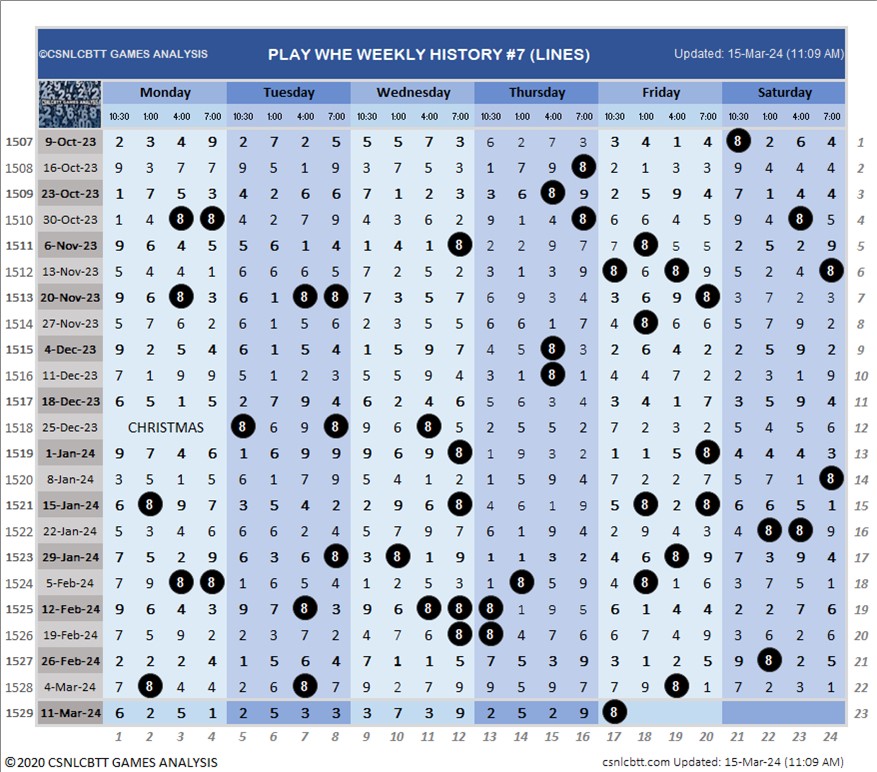 ©CSNLCBTT GAMES ANALYSIS PLAY WHE WEEKLY HISTORY #7 (LINES) Updated: 15-Mar-24 (11:09 AM)
CSNLCBTT GAMES ANALYSIS Monday Tuesday Wednesday Thursday Friday Saturday
10:30 1:00 4:00 7:00 10:30 1:00 4:00 7:00 10:30 1:00 4:00 7:00 10:30 1:00 4:00 7:00 10:30 1:00 4:00 7:00 10:30 1:00 4:00 7:00
1507 9-Oct-23 2 3 4 9 2 7 2 5 5 5 7 3 6 2 7 3 3 4 1 4 8 2 6 4 1
1508 16-Oct-23 9 3 7 7 9 5 1 9 3 7 5 3 1 7 9 8 2 1 3 3 9 4 4 4 2
1509 23-Oct-23 1 7 5 3 4 2 6 6 7 1 2 3 3 6 8 9 2 5 9 4 7 1 4 4 3
1510 30-Oct-23 1 4 8 8 4 2 7 9 4 3 6 2 9 1 4 8 6 6 4 5 9 4 8 5 4
1511 6-Nov-23 9 6 4 5 5 6 1 4 1 4 1 8 2 2 9 7 7 8 5 5 2 5 2 9 5
1512 13-Nov-23 5 4 4 1 6 6 6 5 7 2 5 2 3 1 3 9 8 6 8 9 5 2 4 8 6
1513 20-Nov-23 9 6 8 3 6 1 8 8 7 3 5 7 6 9 3 4 3 6 9 8 3 7 2 3 7
1514 27-Nov-23 5 7 6 2 6 1 5 6 2 3 5 5 6 6 1 7 4 8 6 6 5 7 9 2 8
1515 4-Dec-23 9 2 5 4 6 1 5 4 1 5 9 7 4 5 8 3 2 6 4 2 2 5 9 2 9
1516 11-Dec-23 7 1 9 9 5 1 2 3 5 5 9 4 3 1 8 1 4 4 7 2 2 3 1 9 10
1517 18-Dec-23 6 5 1 5 2 7 9 4 6 2 4 6 5 6 3 4 3 4 1 7 3 5 9 4 11
1518 25-Dec-23 CHRISTMAS 8 6 9 8 9 6 8 5 2 5 5 2 7 2 3 2 5 4 5 6 12
1519 1-Jan-24 9 7 4 6 1 6 9 9 9 6 9 8 1 9 3 2 1 1 5 8 4 4 4 3 13
1520 8-Jan-24 3 5 1 5 6 1 7 9 5 4 1 2 1 5 9 4 7 2 2 7 7 5 7 8 14
1521 15-Jan-24 6 8 9 7 3 5 4 2 2 9 6 8 4 6 1 9 5 8 2 8 6 6 5 1 15
1522 22-Jan-24 5 3 4 6 6 6 2 4 5 7 9 7 6 1 9 4 2 9 4 3 4 8 8 9 16
1523 29-Jan-24 7 5 2 9 6 3 6 8 3 8 1 9 1 1 3 2 4 6 8 9 7 3 9 4 17
1524 5-Feb-24 7 9 8 8 1 6 5 4 1 2 5 3 1 8 5 9 4 8 1 6 3 7 5 1 18
1525 12-Feb-24 9 6 4 3 9 7 8 3 9 6 8 8 8 1 9 5 6 1 4 4 2 2 7 6 19
1526 19-Feb-24 7 5 9 2 2 3 7 2 4 7 6 8 8 4 7 6 6 7 4 9 3 6 2 6 20
1527 26-Feb-24 2 2 2 4 1 5 6 4 7 1 1 5 7 5 3 9 3 1 2 5 9 8 2 5 21
1528 4-Mar-24 7 8 4 4 2 6 8 7 9 2 7 9 9 5 9 7 7 9 8 1 7 2 3 1 22
1529 11-Mar-24 6 2 5 1 2 5 3 3 3 7 3 9 2 5 2 9 8 23
1 2 3 4 5 6 7 8 9 10 11 12 13 14 15 16 17 18 19 20 21 22 23 24
©2020 CSNLCBTT GAMES ANALYSIS csnlcbtt.com Updated: 15-Mar-24 (11:09 AM)